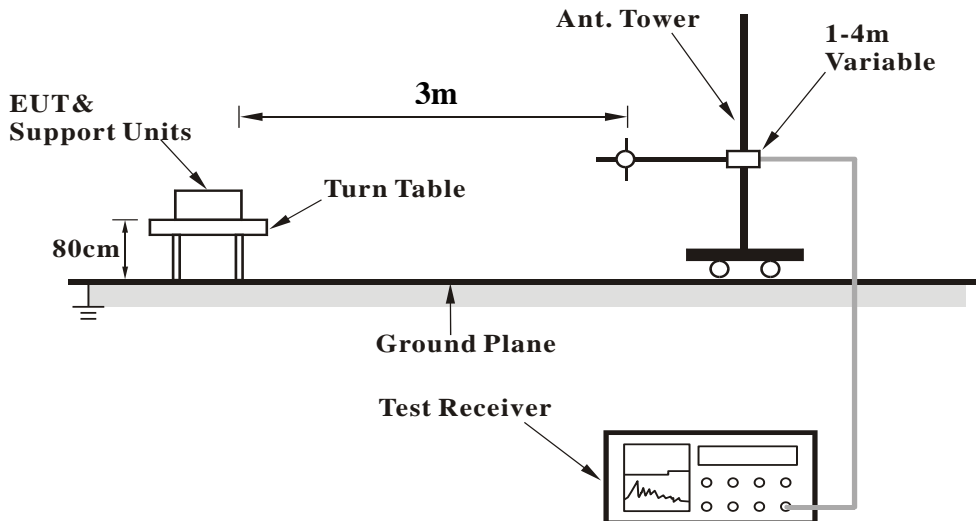 Ant. Tower
1-4m
Variable
3m
EUT&
Support Units
Turn Table
80cm
Ground Plane
Test Receiver